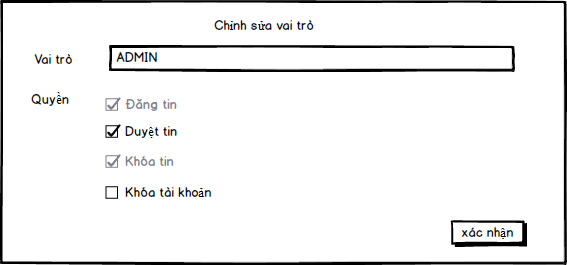 Chỉnh sửa vai trò
Vai trò
ADMIN
Quyền
Đăng tin
Duyệt tin
Khóa tin
Khóa tài khoản
xác nhận